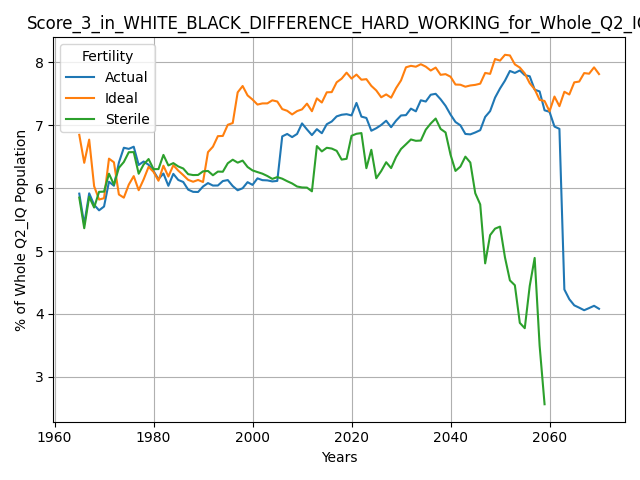 Score_3_in_WHITE_BLACK_DIFFERENCE_HARD_WORKING_for_Whole_Q2_IQ
Fertility
Actual
Ideal
Sterile
% of Whole Q2_IQ Population
8
7
6
5
4
3
1960
1980
2000
2020
2040
2060
Years